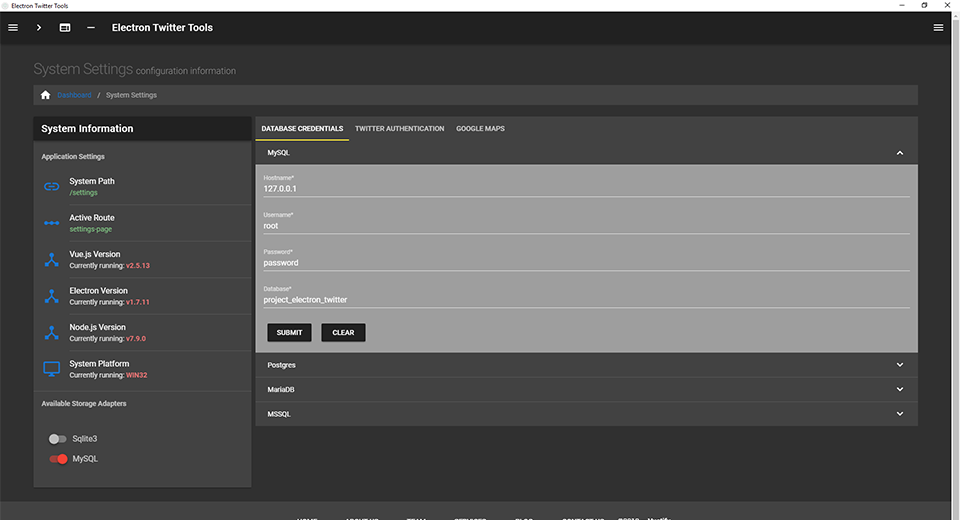 Electron Twitter Tools
Electron Twitter Tools
System Settings configuration information
Dashboard / System Settings
System Information
Application Settings
System Path
/settings
Active Route
settings-page
Vue.js Version
Currently running: v2.5.13
Electron Version
Currently running: v1.7.11
Node.js Version
Currently running: v7.9.0
System Platform
Currently running: WIN32
Available Storage Adapters
Sqlite3
MySQL
DATABASE CREDENTIALS TWITTER AUTHENTICATION GOOGLE MAPS
MySQL
Hostname*
127.0.0.1
Username*
root
Password*
password
Database*
project_electron_twitter
SUBMIT CLEAR
Postgres
MariaDB
MSSQL